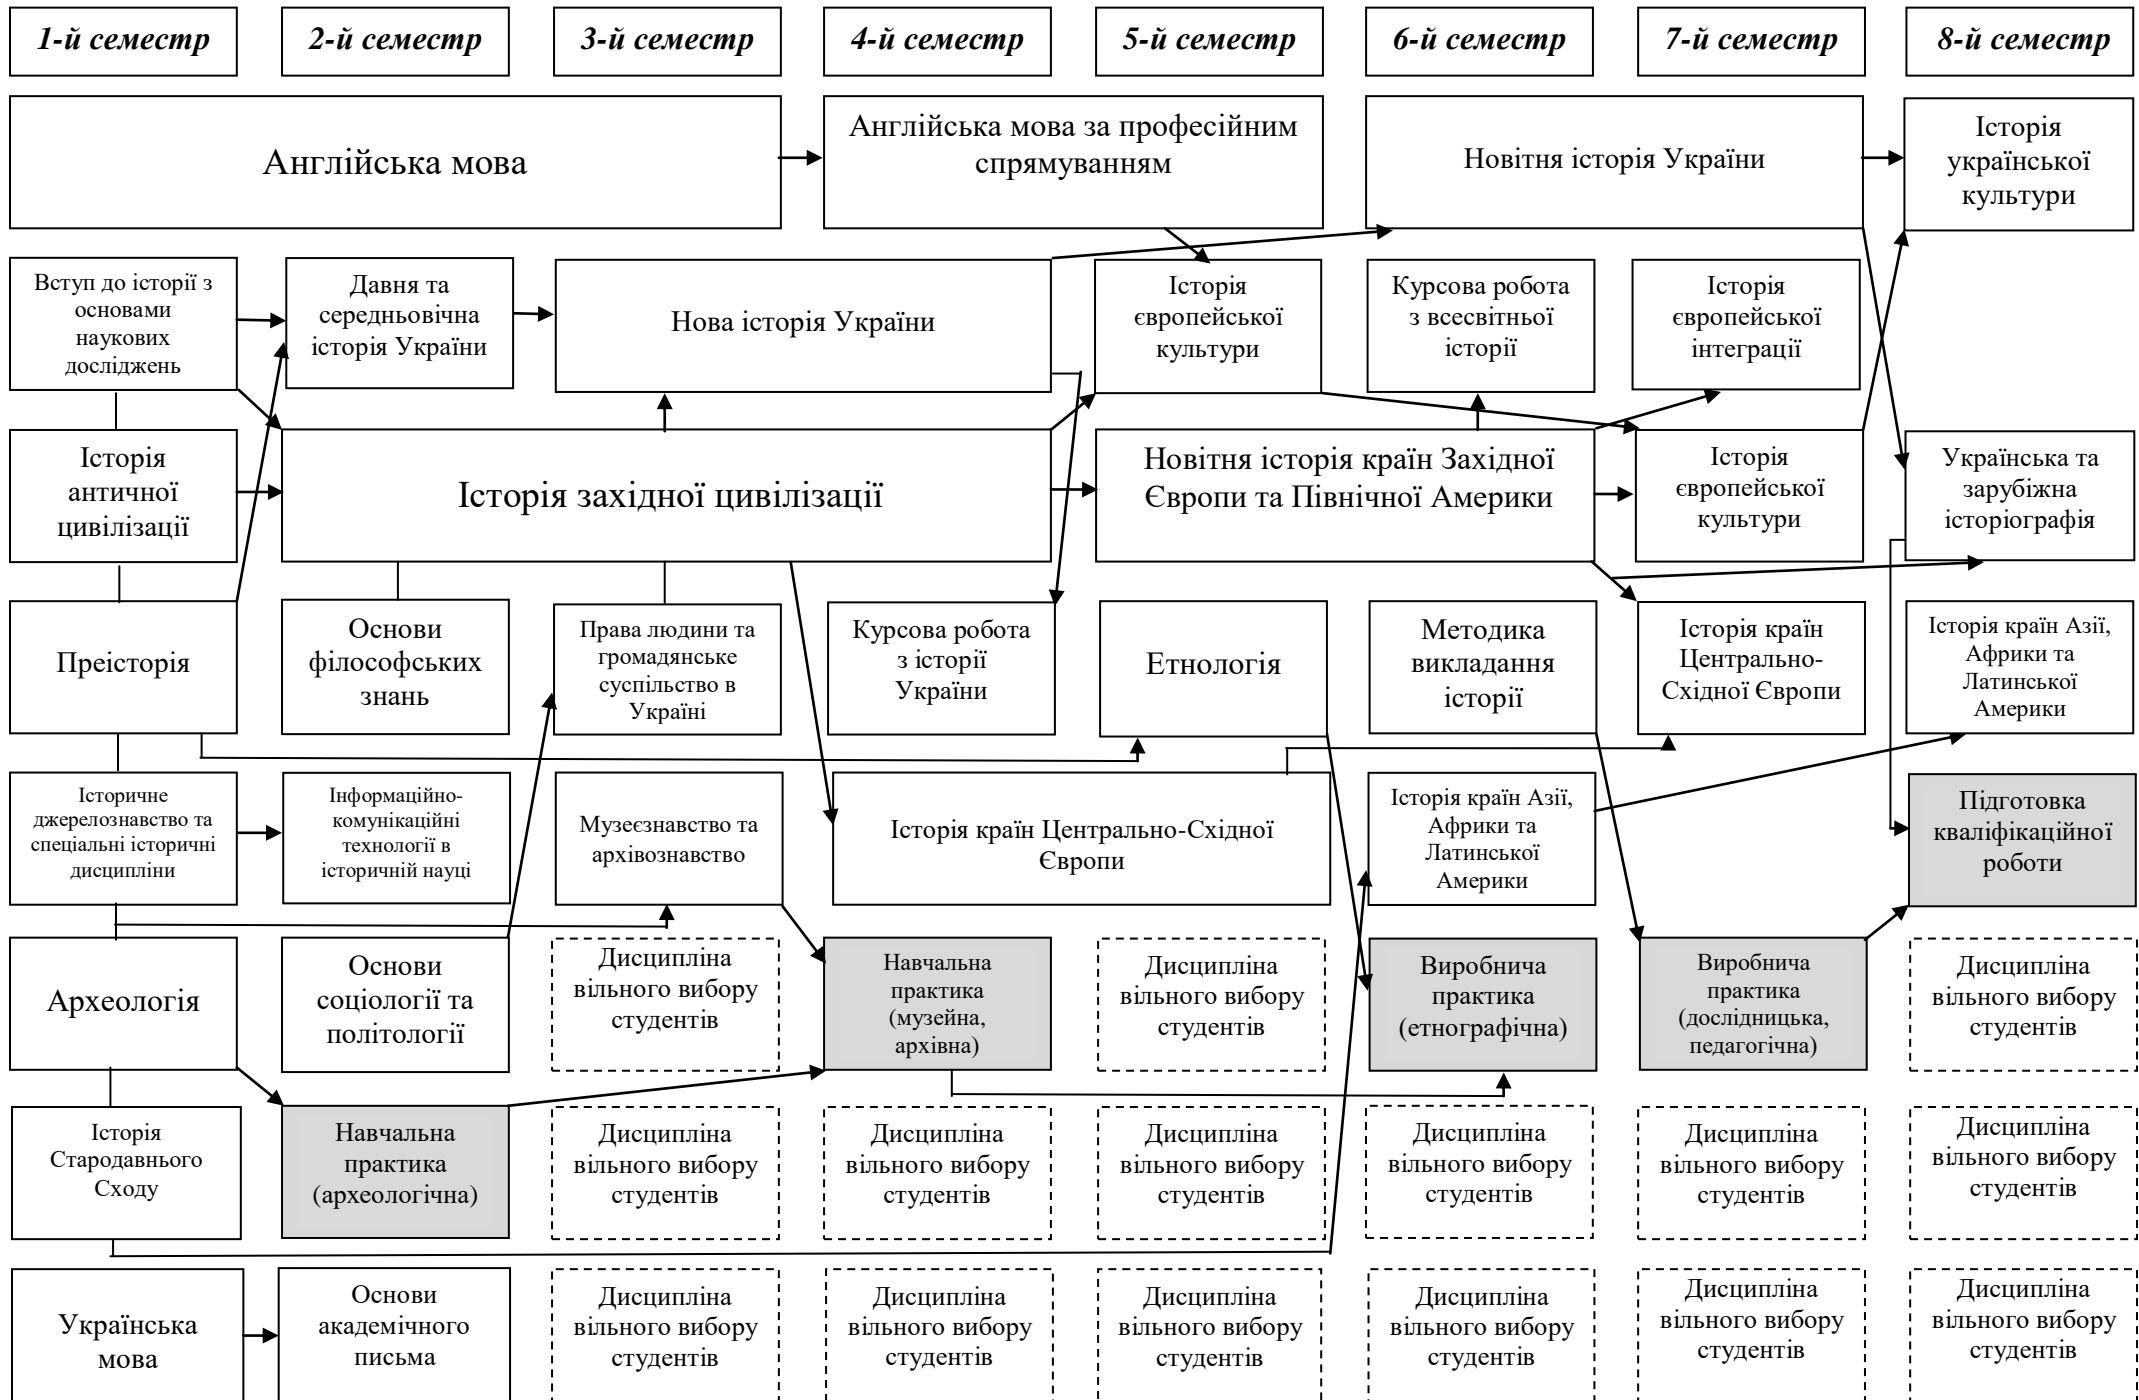 1-й семестр
2-й семестр
3-й семестр
4-й семестр
5-й семестр
6-й семестр
7-й семестр
8-й семестр
Англійська мова
Англійська мова за професійним
спрямуванням
Новітня історія України
Історія
української
культури
Вступ до історії з
основами
наукових
досліджень
Давня та
середньовічна
історія України
Нова історія України
Історія
європейської
культури
Курсова робота
з всесвітньої
історії
Історія
європейської
інтеграції
Історія
античної
цивілізації
Історія західної цивілізації
Новітня історія країн Західної
Європи та Північної Америки
Історія
європейської
культури
Українська та
зарубіжна
історіографія
Преісторія
Основи
філософських
знань
Права людини та
громадянське
суспільство в
Україні
Курсова робота
з історії
України
Етнологія
Методика
викладання
історії
Історія країн
Центрально-
Східної Європи
Історія країн Азії,
Африки та
Латинської
Америки
Історичне
джерелознавство та
спеціальні історичні
дисципліни
Інформаційно-
комунікаційні
технології в
історичній науці
Музеєзнавство та
архівознавство
Історія країн Центрально-Східної
Європи
Історія країн Азії,
Африки та
Латинської
Америки
Підготовка
кваліфікаційної
роботи
Археологія
Основи
соціології та
політології
Дисципліна
вільного вибору
студентів
Навчальна
практика
(музейна,
архівна)
Дисципліна
вільного вибору
студентів
Виробнича
практика
(етнографічна)
Виробнича
практика
(дослідницька,
педагогічна)
Дисципліна
вільного вибору
студентів
Історія
Стародавнього
Сходу
Навчальна
практика
(археологічна)
Дисципліна
вільного вибору
студентів
Дисципліна
вільного вибору
студентів
Дисципліна
вільного вибору
студентів
Дисципліна
вільного вибору
студентів
Дисципліна
вільного вибору
студентів
Дисципліна
вільного вибору
студентів
Українська
мова
Основи
академічного
письма
Дисципліна
вільного вибору
студентів
Дисципліна
вільного вибору
студентів
Дисципліна
вільного вибору
студентів
Дисципліна
вільного вибору
студентів
Дисципліна
вільного вибору
студентів
Дисципліна
вільного вибору
студентів